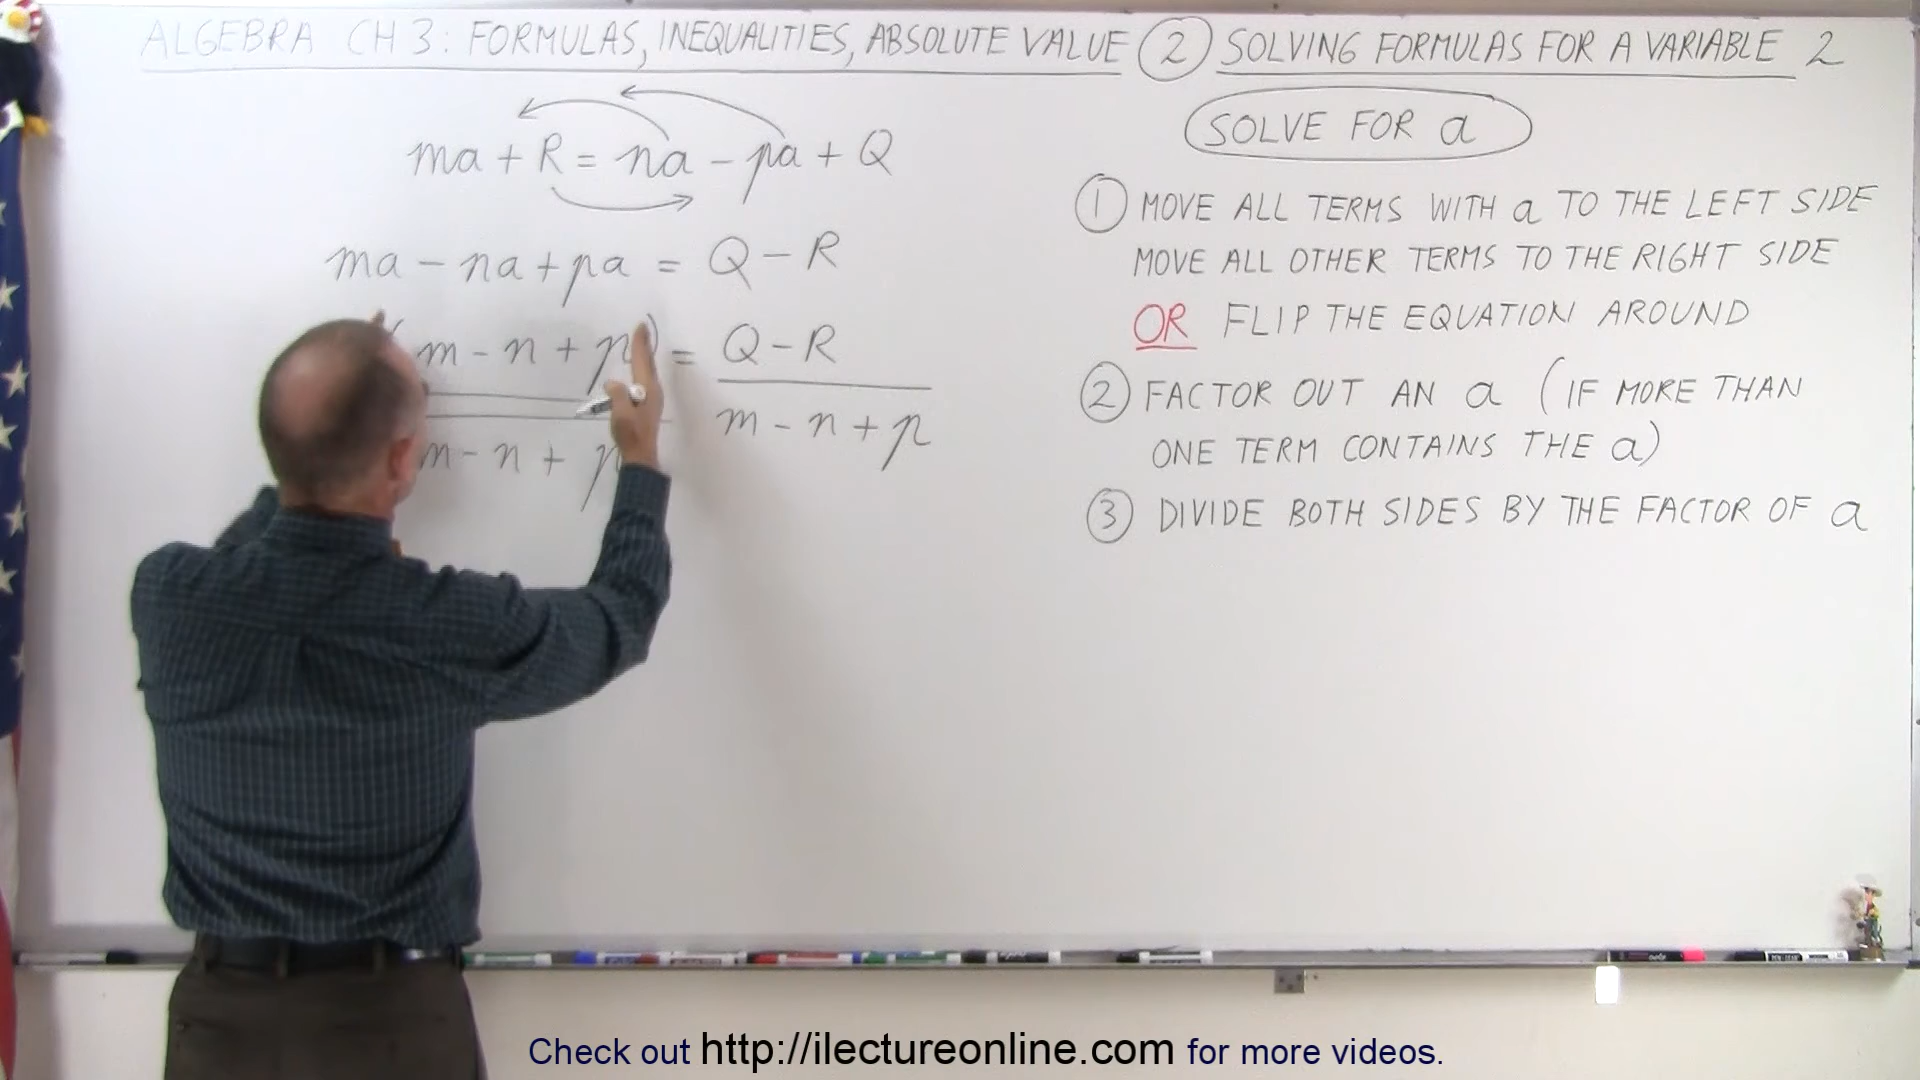 ALGEBRA CH 3: FORMULAS, INEQUALITIES, ABSOLUTE VALUE ② SOLVING FORMULAS FOR A VARIABLE 2
ma + R = na - pa + Q
ma - na + pa = Q - R
(m - n + p) = Q - R
m - n + p
m - n + p
SOLVE FOR a
① MOVE ALL TERMS WITH a TO THE LEFT SIDE
MOVE ALL OTHER TERMS TO THE RIGHT SIDE
OR FLIP THE EQUATION AROUND
② FACTOR OUT AN a (IF MORE THAN
ONE TERM CONTAINS THE a)
③ DIVIDE BOTH SIDES BY THE FACTOR OF a
Check out http://ilectureonline.com for more videos.